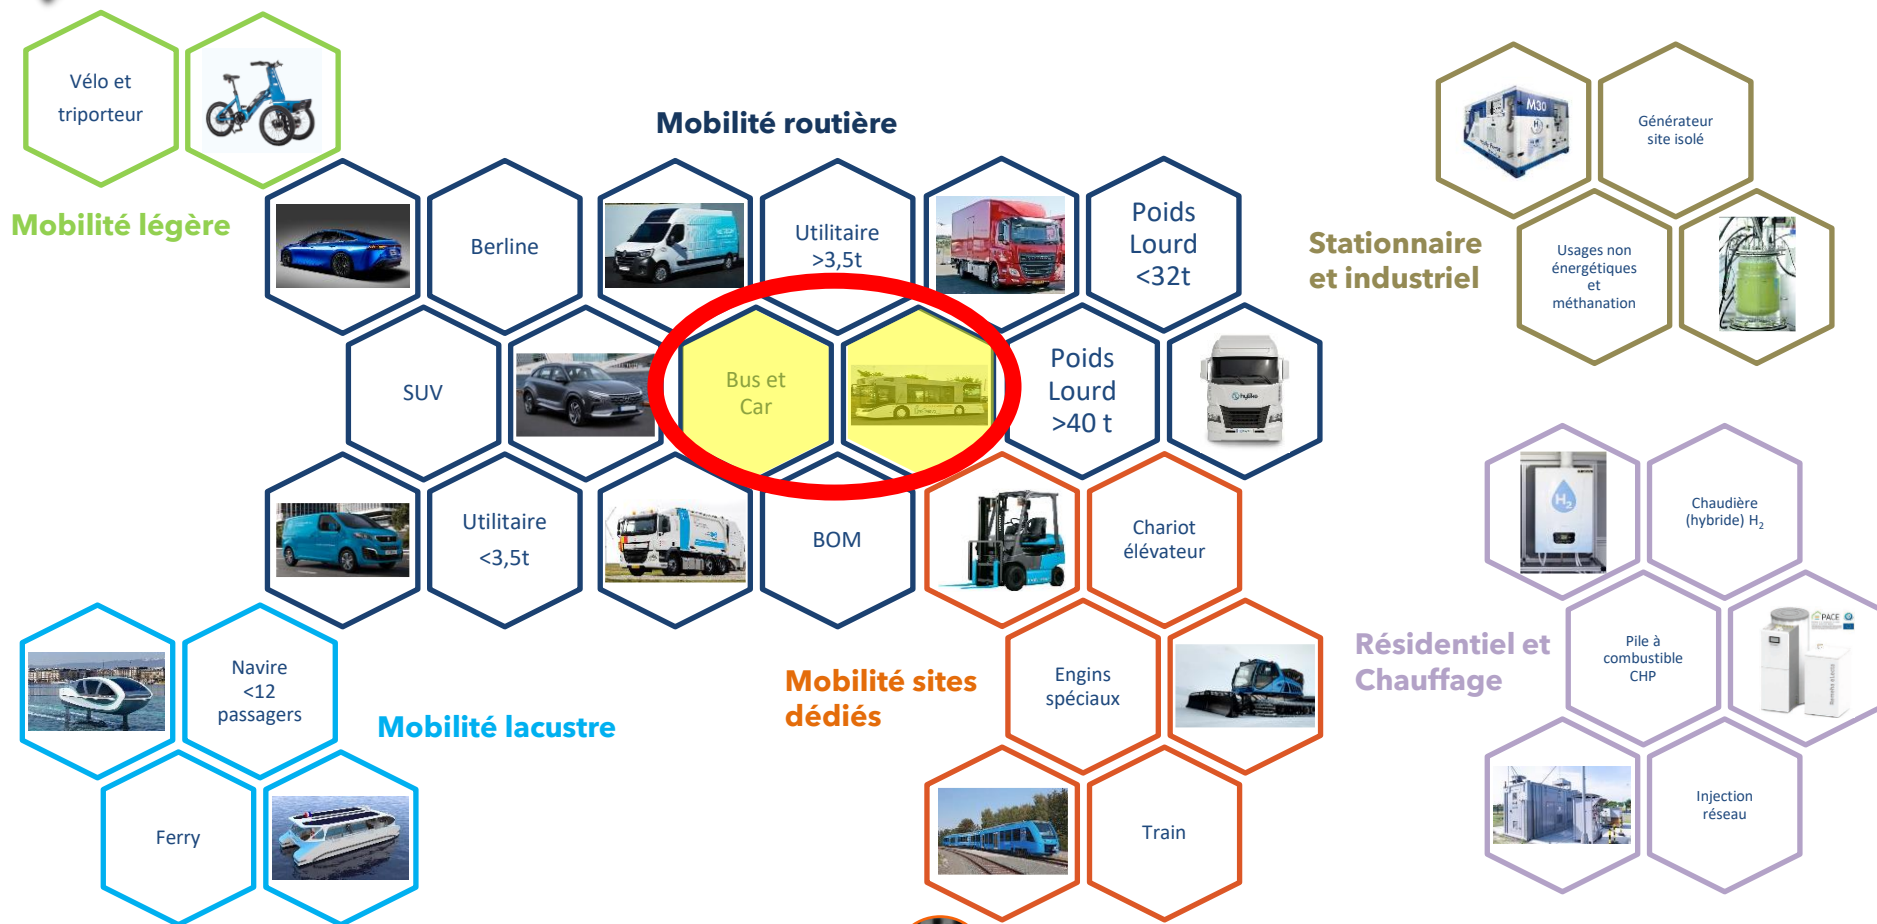 Vélo et
triporteur
Mobilité légère
Mobilité routière
Berline
Utilitaire
>3,5t
Poids
Lourd
<32t
SUV
Bus et
Car
Poids
Lourd
>40 t
Utilitaire
<3,5t
BOM
Chariot
élévateur
Engins
spéciaux
Mobilité sites
dédiés
Train
Navire
<12
passagers
Mobilité lacustre
Ferry
M30
Générateur
site isolé
Stationnaire
et industriel
Usages non
énergétiques
et
méthanation
H2
Chaudière
(hybride) H₂
Résidentiel et
Chauffage
Pile à
combustible
CHP
PACE
Injection
réseau